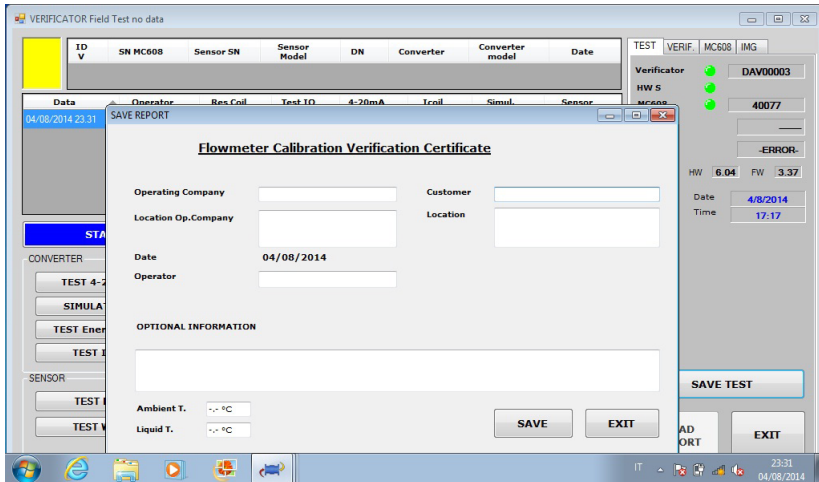 VERIFICATOR Field Test no data
ID V SN MC608 Sensor SN Sensor Model DN Converter Converter model Date
TEST VERIF. MC608 IMG
Verificator DAV00003
HW S
MC608 40077
-ERROR-
HW 6.04 FW 3.37
Date 4/8/2014
Time 17:17
Data Operator Res Coil Test IO 4-20mA Icoil Simul. Sensor
04/08/2014 23.31
SAVE REPORT
Flowmeter Calibration Verification Certificate
Operating Company Customer
Location Op.Company Location
Date 04/08/2014
Operator
OPTIONAL INFORMATION
Ambient T. -.- °C
Liquid T. -.- °C
SAVE EXIT
STA
CONVERTER
TEST 4-2
SIMULA
TEST Ener
TEST I
SENSOR
TEST
TEST
SAVE TEST
AD
ORT
EXIT
IT
23:31
04/08/2014